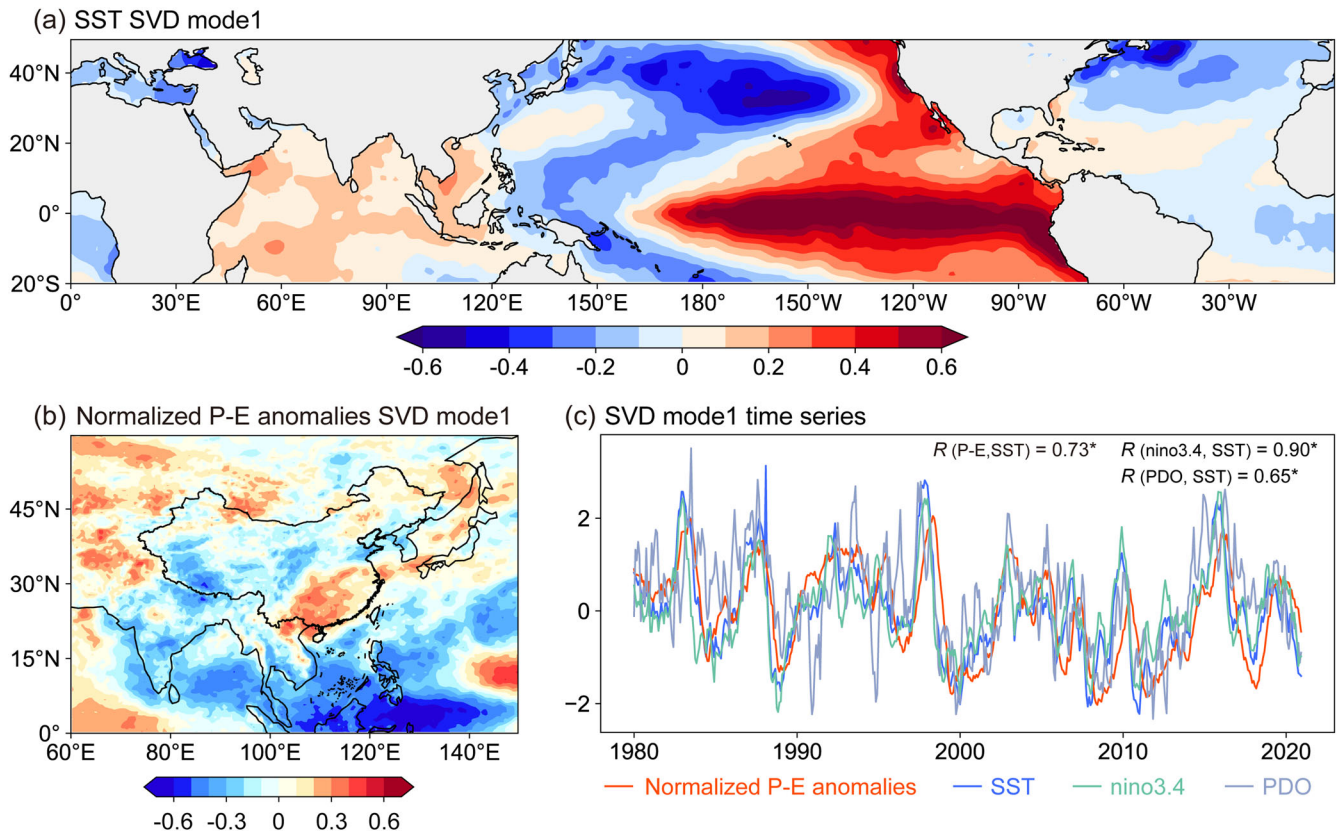 (a) SST SVD mode1
40°N
20°N
0°
20°S
0° 30°E 60°E 90°E 120°E 150°E 180° 150°W 120°W 90°W 60°W 30°W
-0.6 -0.4 -0.2 0 0.2 0.4 0.6
(b) Normalized P-E anomalies SVD mode1
45°N
30°N
15°N
0°
60°E 80°E 100°E 120°E 140°E
-0.6 -0.3 0 0.3 0.6
(c) SVD mode1 time series
R (P-E,SST) = 0.73* R (nino3.4, SST) = 0.90*
R (PDO, SST) = 0.65*
2
0
−2
1980 1990 2000 2010 2020
Normalized P-E anomalies SST nino3.4 PDO